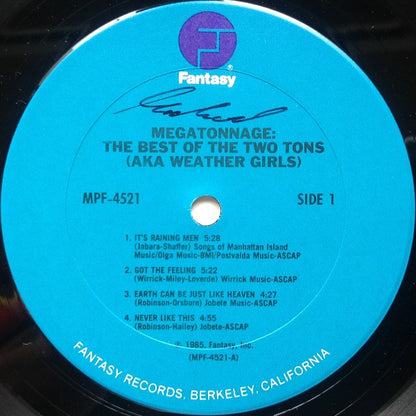 Fantasy
®
MEGATONNAGE:
THE BEST OF THE TWO TONS
(AKA WEATHER GIRLS)
MPF-4521
SIDE 1
1. IT'S RAINING MEN 5:28
(Jabara-Shaffer) Songs of Manhattan Island
Music/Olga Music-BMI/Postvalda Music-ASCAP
2. GOT THE FEELING 5:22
(Wirrick-Miley-Loverde) Wirrick Music-ASCAP
3. EARTH CAN BE JUST LIKE HEAVEN 4:27
(Robinson-Orsborn) Jobete Music-ASCAP
4. NEVER LIKE THIS 4:55
(Robinson-Hailey) Jobete-ASCAP
℗ 1985, Fantasy, Inc.
(MPF-4521-A)
FANTASY RECORDS, BERKELEY, CALIFORNIA